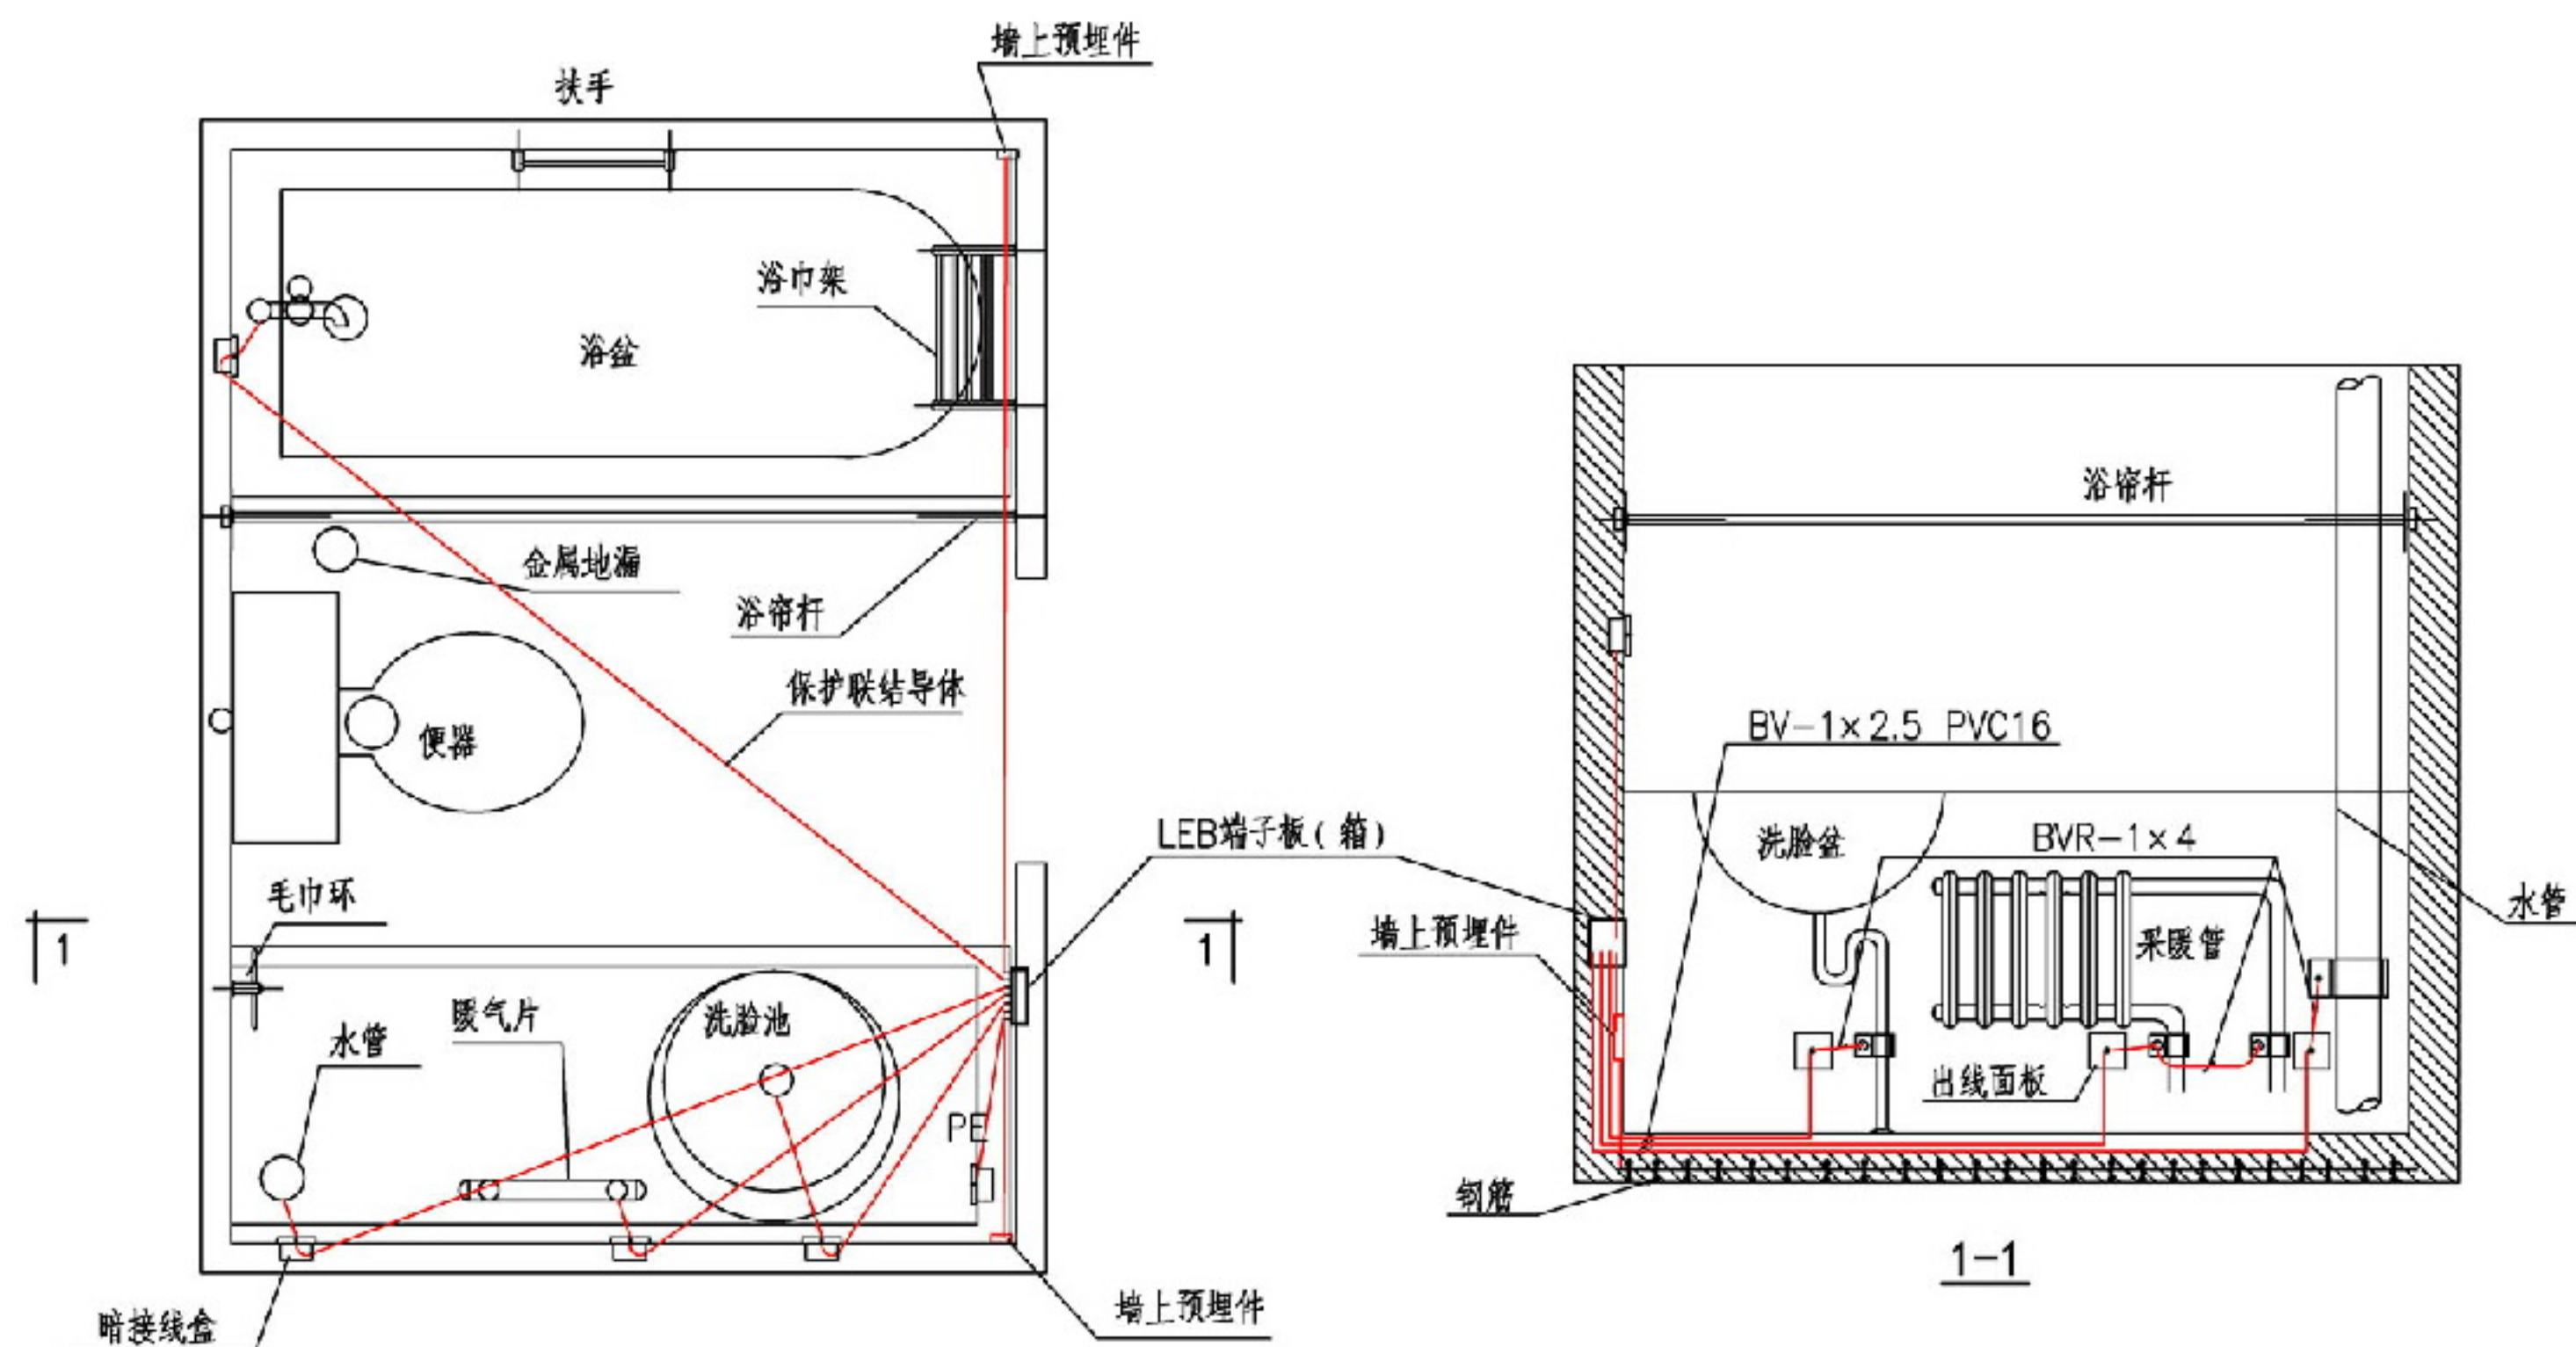 墙上预埋件
扶手
浴巾架
浴盆
金属地漏
浴帘杆
保护联结导体
便器
LEB端子板(箱)
毛巾环
1
1
水管
暖气片
洗脸池
PE
暗接线盒
墙上预埋件
浴帘杆
BV-1×2.5 PVC16
洗脸盆
BVR-1×4
水管
墙上预埋件
采暖管
出线面板
钢筋
1-1